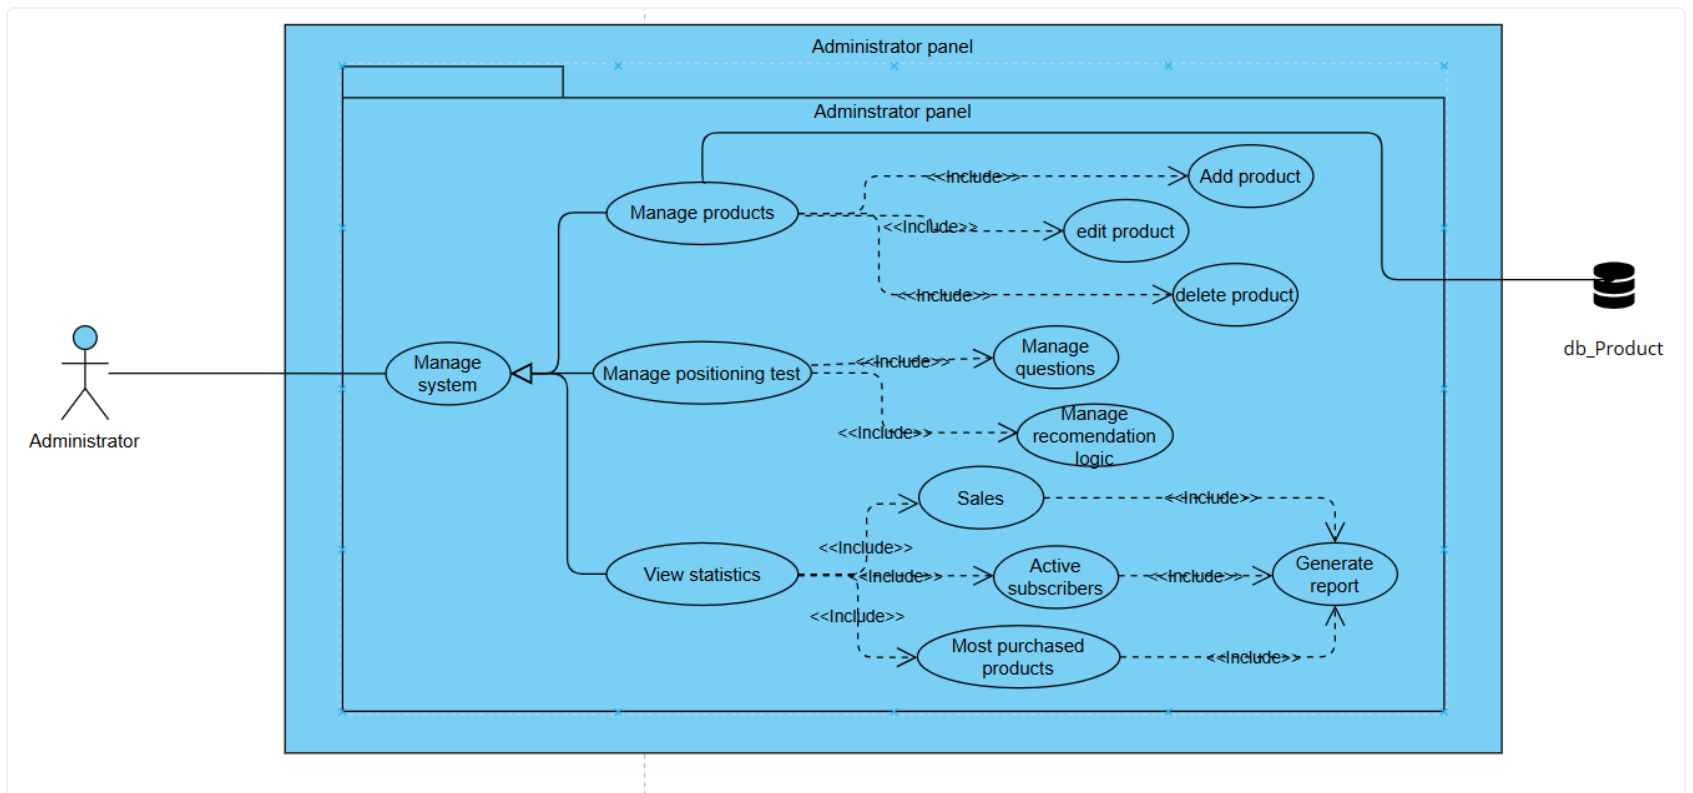 Administrator panel
Adminstrator panel
<<Include>>
Add product
Manage products
<<Include>>
edit product
<<Include>>
delete product
Administrator
Manage
system
Manage positioning test
<<Include>>
Manage
questions
<<Include>>
Manage
recomendation
logic
db_Product
View statistics
<<Include>>
Sales
<<Include>>
<<Include>>
Active
subscribers
<<Include>>
Generate
report
<<Include>>
Most purchased
products
<<Include>>